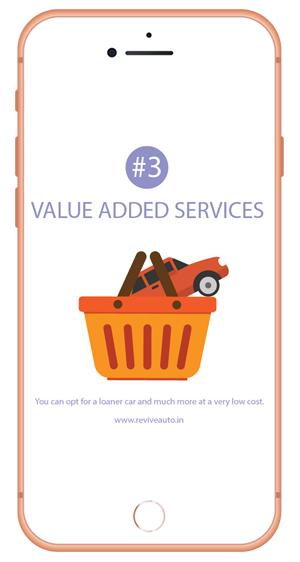 #3
VALUE ADDED SERVICES
You can opt for a loaner car and much more at a very low cost.
www.reviveauto.in